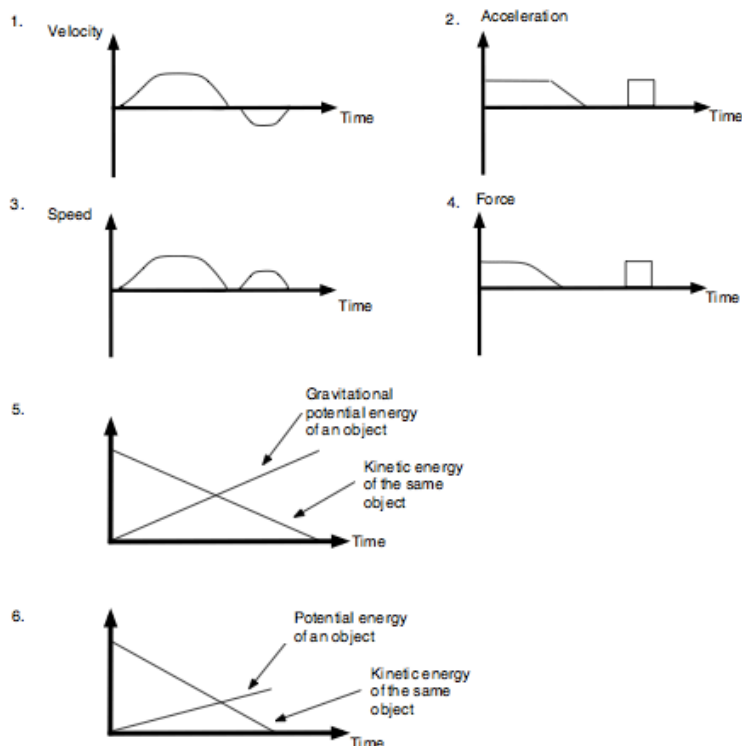 1.
Velocity
Time
2.
Acceleration
Time
3.
Speed
Time
4.
Force
Time
5.
Gravitational
potential energy
of an object
Kinetic energy
of the same
object
Time
6.
Potential energy
of an object
Kinetic energy
of the same
object
Time